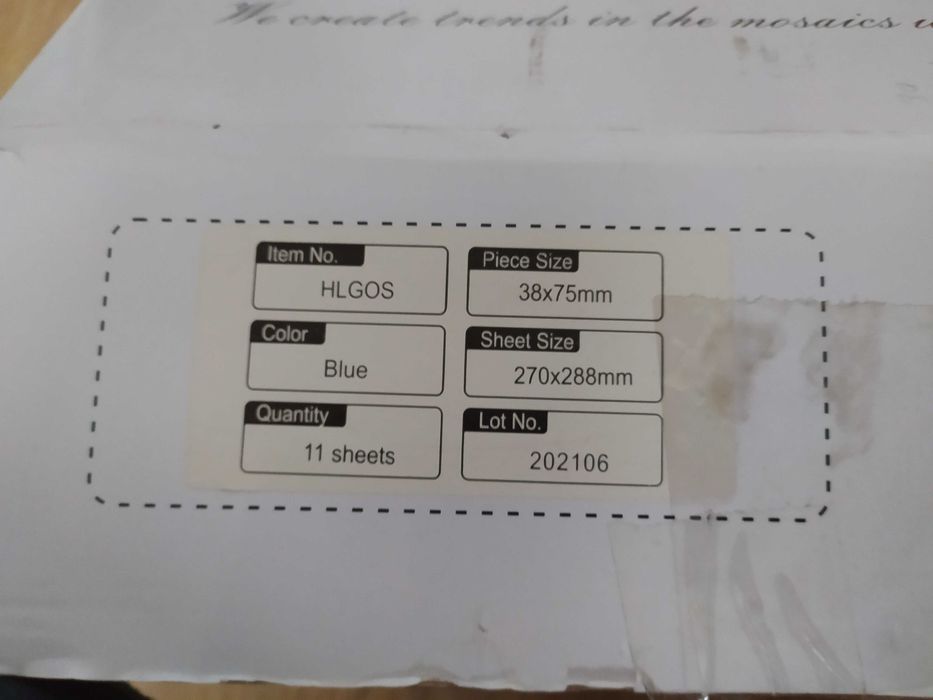 We create trends in the mosaics
Item No.
HLGOS
Piece Size
38x75mm
Color
Blue
Sheet Size
270x288mm
Quantity
11 sheets
Lot No.
202106